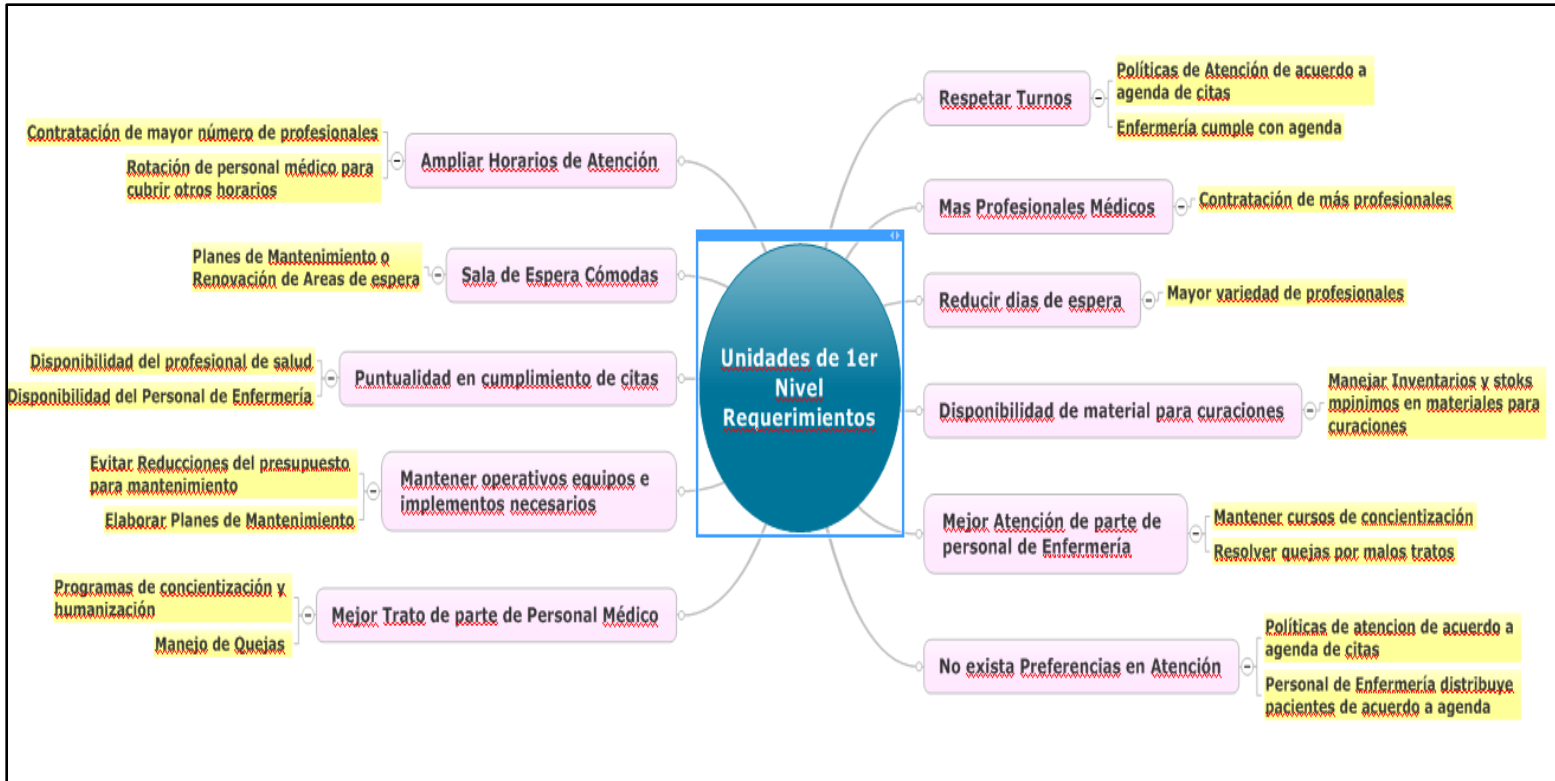 Unidades de 1er
Nivel
Requerimientos
Respetar Turnos
Políticas de Atención de acuerdo a
agenda de citas
Enfermería cumple con agenda
Mas Profesionales Médicos
Contratación de más profesionales
Reducir dias de espera
Mayor variedad de profesionales
Disponibilidad de material para curaciones
Manejar Inventarios y stoks
mpinimos en materiales para
curaciones
Mejor Atención de parte de
personal de Enfermería
Mantener cursos de concientización
Resolver quejas por malos tratos
No exista Preferencias en Atención
Políticas de atencion de acuerdo a
agenda de citas
Personal de Enfermería distribuye
pacientes de acuerdo a agenda
Ampliar Horarios de Atención
Contratación de mayor número de profesionales
Rotación de personal médico para
cubrir otros horarios
Sala de Espera Cómodas
Planes de Mantenimiento o
Renovación de Areas de espera
Puntualidad en cumplimiento de citas
Disponibilidad del profesional de salud
Disponibilidad del Personal de Enfermería
Mantener operativos equipos e
implementos necesarios
Evitar Reducciones del presupuesto
para mantenimiento
Elaborar Planes de Mantenimiento
Mejor Trato de parte de Personal Médico
Programas de concientización y
humanización
Manejo de Quejas